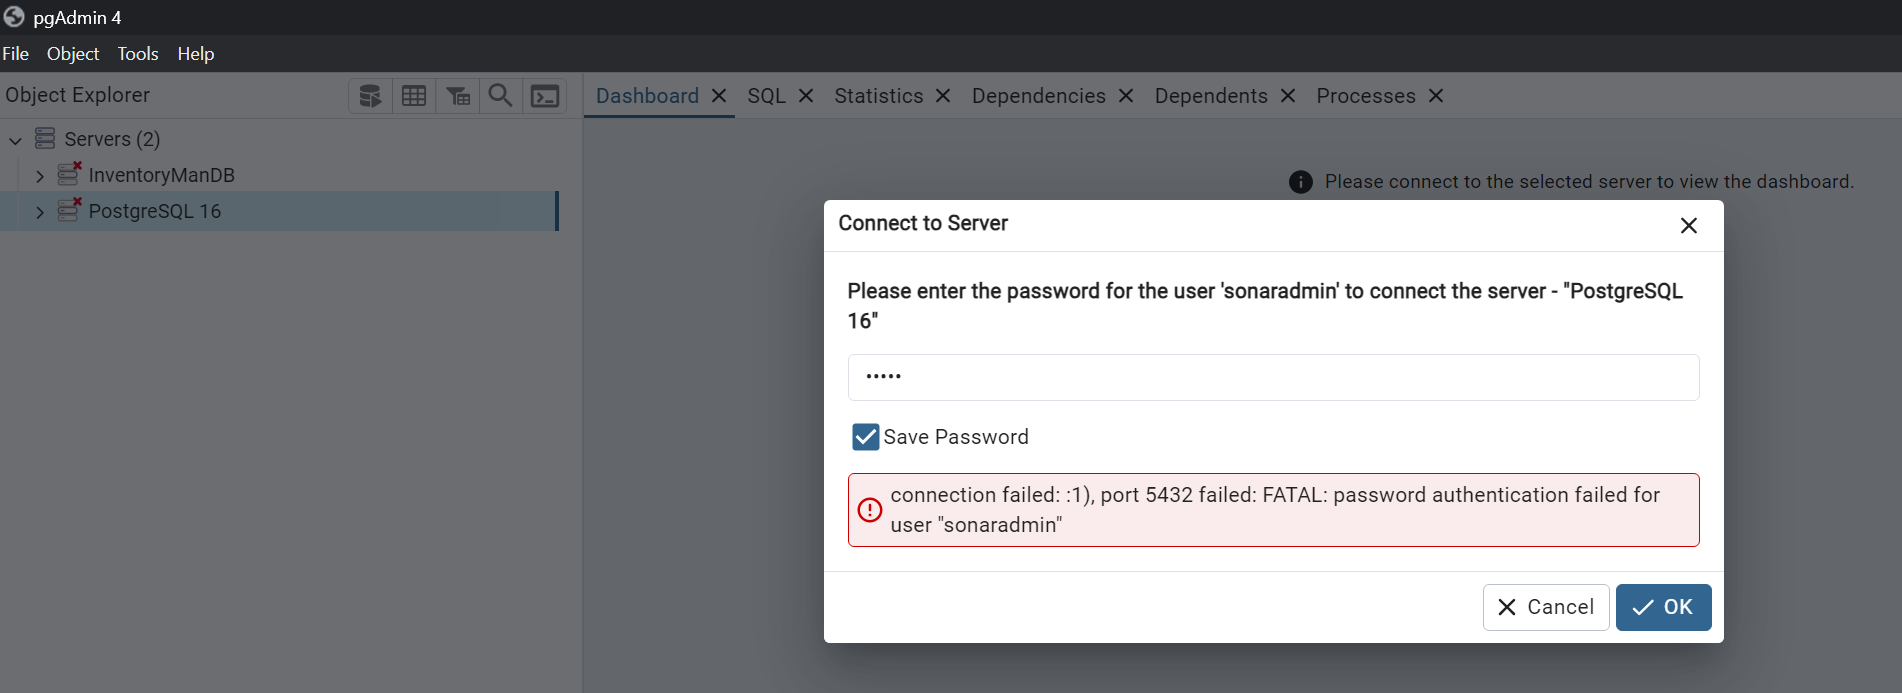 pgAdmin 4
File Object Tools Help
Object Explorer
Dashboard SQL Statistics Dependencies Dependents Processes
Servers (2)
InventoryManDB
PostgreSQL 16
Please connect to the selected server to view the dashboard.
Connect to Server
Please enter the password for the user 'sonaradmin' to connect the server - "PostgreSQL
16"
•••••
Save Password
connection failed: :1), port 5432 failed: FATAL: password authentication failed for
user "sonaradmin"
Cancel OK